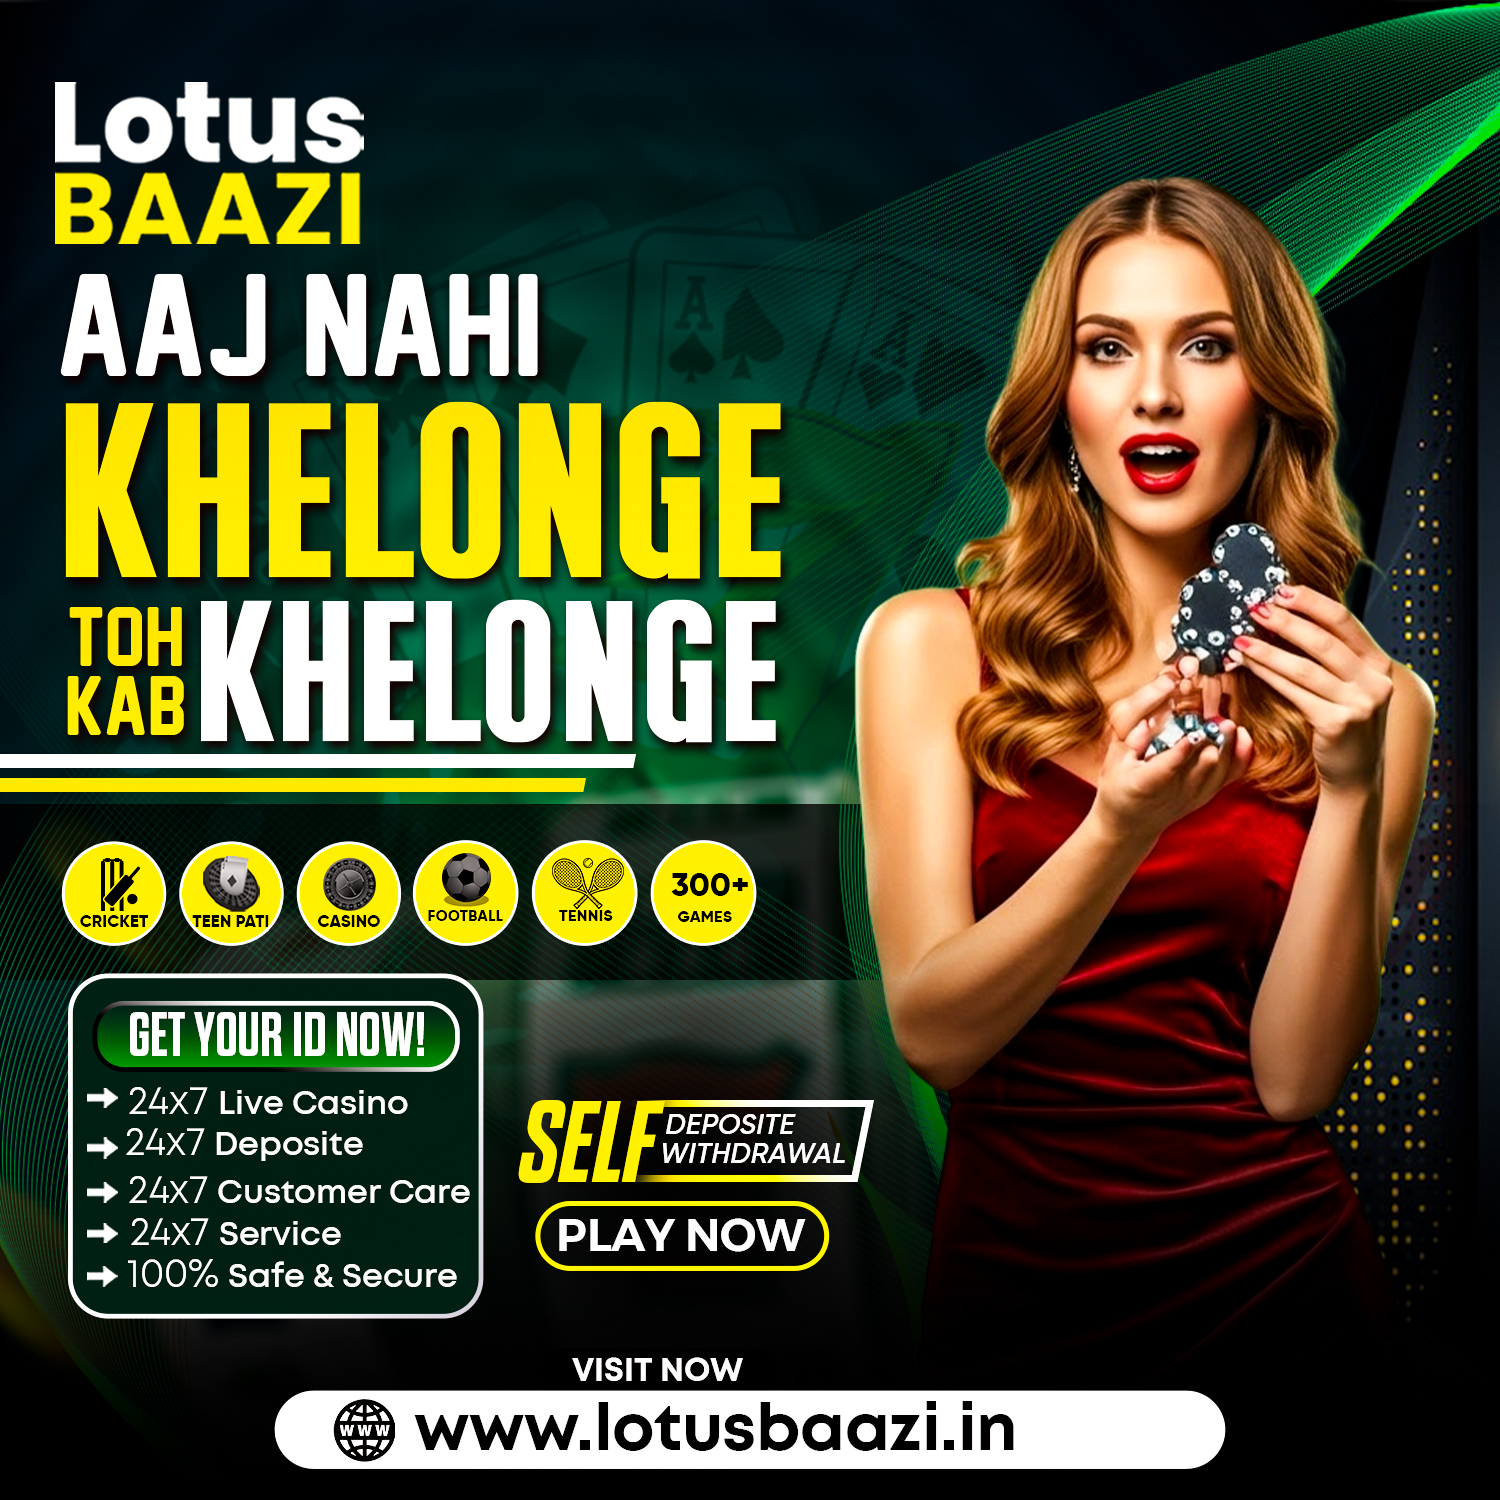 Lotus
BAAZI
AAJ NAHI
KHELONGE
TOH
KAB
KHELONGE
CRICKET
TEEN PATI
CASINO
FOOTBALL
TENNIS
300+
GAMES
GET YOUR ID NOW!
24x7 Live Casino
24x7 Deposite
24x7 Customer Care
24x7 Service
100% Safe & Secure
SELF
DEPOSITE
WITHDRAWAL
PLAY NOW
VISIT NOW
WWW
www.lotusbaazi.in
A
A